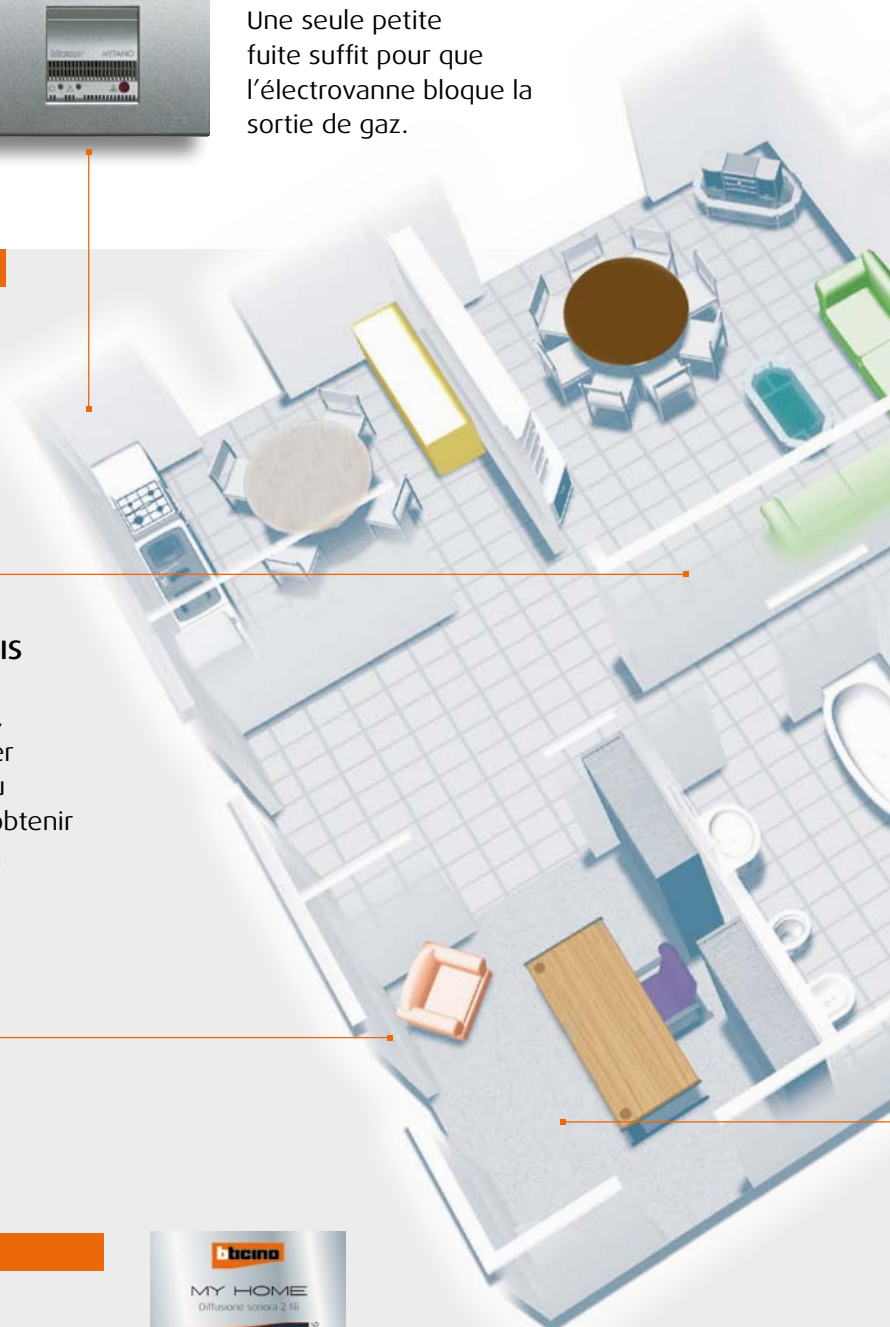 METANO
Une seule petite
fuite suffit pour que
l'électrovanne bloque la
sortie de gaz.
IS
er
u
obtenir
bticino
MY HOME
Diffusione sonora 2 fili